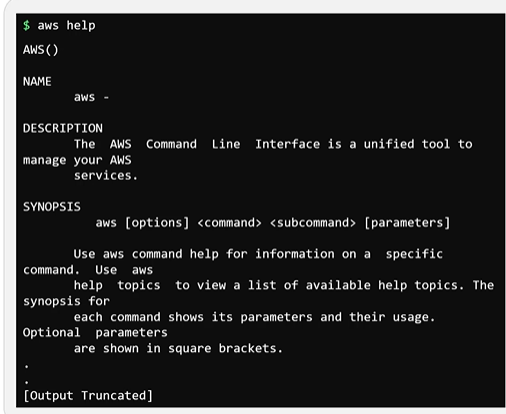 $ aws help
AWS()
NAME
aws -
DESCRIPTION
The AWS Command Line Interface is a unified tool to
manage your AWS
services.
SYNOPSIS
aws [options] <command> <subcommand> [parameters]
Use aws command help for information on a specific
command. Use aws
help topics to view a list of available help topics. The
synopsis for
each command shows its parameters and their usage.
Optional parameters
are shown in square brackets.
.
.
[Output Truncated]